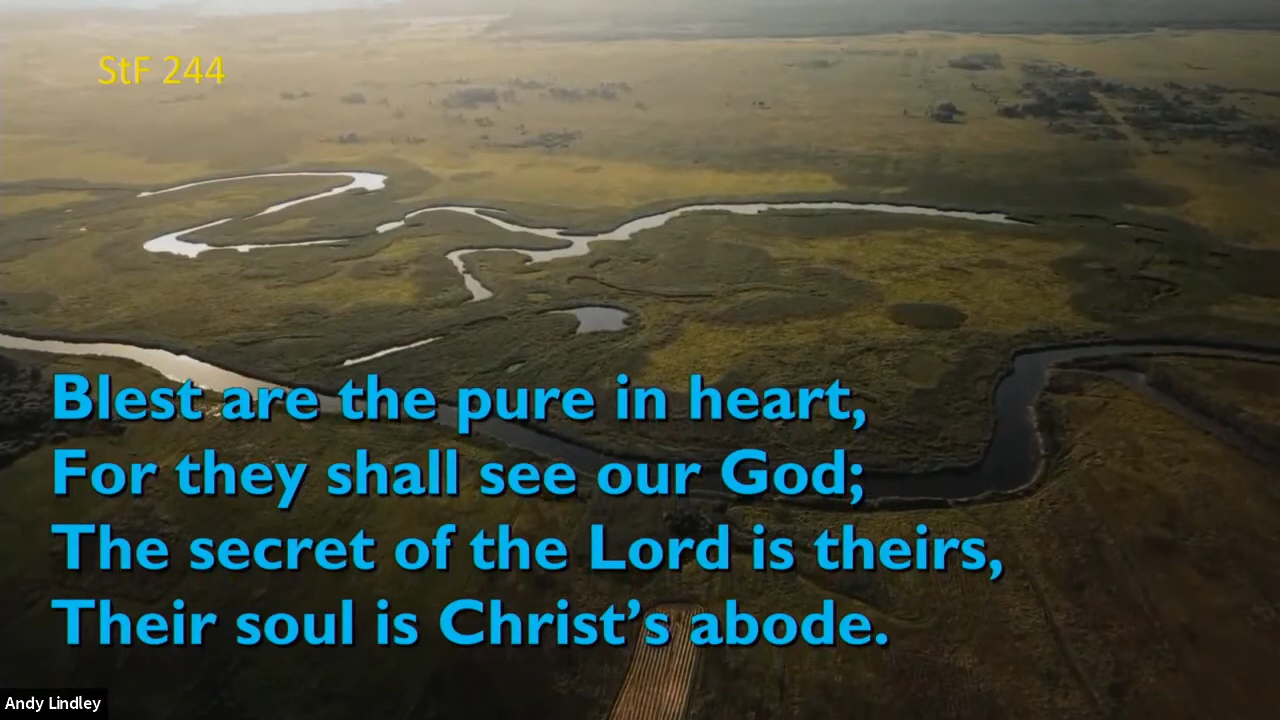 StF 244
Blest are the pure in heart,
For they shall see our God;
The secret of the Lord is theirs,
Their soul is Christ’s abode.
Andy Lindley